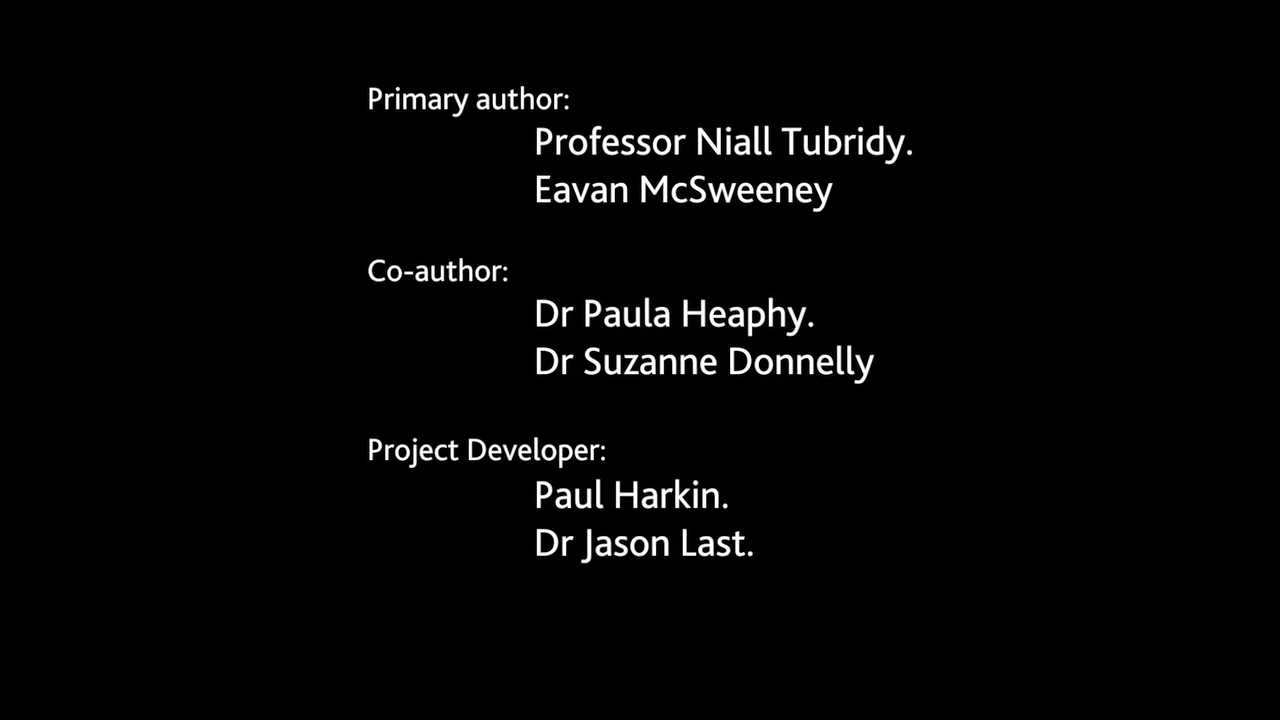 Primary author:
Professor Niall Tubridy.
Eavan McSweeney
Co-author:
Dr Paula Heaphy.
Dr Suzanne Donnelly
Project Developer:
Paul Harkin.
Dr Jason Last.